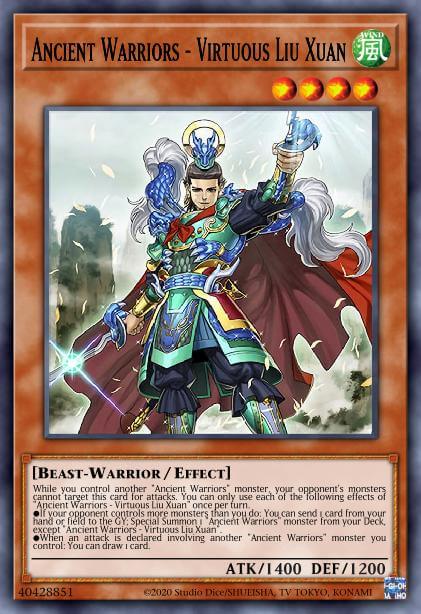 ANCIENT WARRIORS - VIRTUOUS LIU XUAN
WIND
風
[BEAST-WARRIOR / EFFECT]
While you control another "Ancient Warriors" monster, your opponent's monsters
cannot target this card for attacks. You can only use each of the following effects of
"Ancient Warriors - Virtuous Liu Xuan" once per turn.
●If your opponent controls more monsters than you do: You can send 1 card from your
hand or field to the GY; Special Summon 1 "Ancient Warriors" monster from your Deck,
except "Ancient Warriors - Virtuous Liu Xuan".
●When an attack is declared involving another "Ancient Warriors" monster you
control: You can draw 1 card.
ATK/1400 DEF/1200
40428851
©2020 Studio Dice/SHUEISHA, TV TOKYO, KONAMI